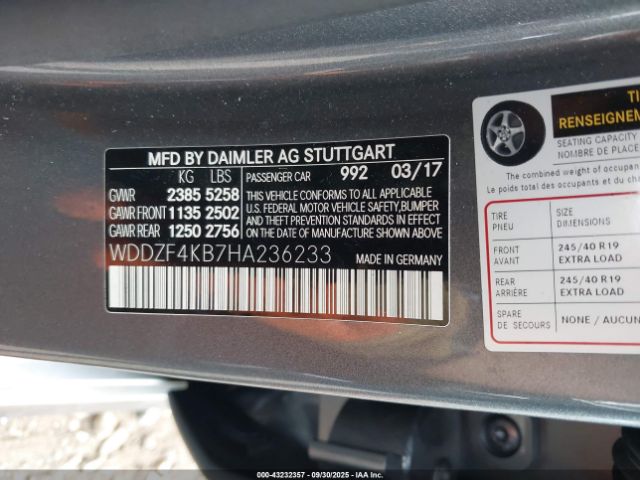 MFD BY DAIMLER AG STUTTGART
KG LBS PASSENGER CAR 992 03/17
GVWR 2385 5258
GAWR FRONT 1135 2502
GAWR REAR 1250 2756
THIS VEHICLE CONFORMS TO ALL APPLICABLE
U.S. FEDERAL MOTOR VEHICLE SAFETY,BUMPER
AND THEFT PREVENTION STANDARDS IN EFFECT
ON THE DATE OF MANUFACTURE SHOWN ABOVE.
WDDZF4KB7HA236233
MADE IN GERMANY
RENSEIGNEME
SEATING CAPACITY
NOMBRE DE PLACE
The combined weight of occupants
Le poids total des occupants et du cha
TIRE
PNEU
SIZE
DIMENSIONS
FRONT
AVANT
245/40 R19
EXTRA LOAD
REAR
ARRIÈRE
245/40 R19
EXTRA LOAD
SPARE
DE SECOURS
NONE / AUCUN
IAA 00-43232357 | 09/30/2025 | IAA INC.